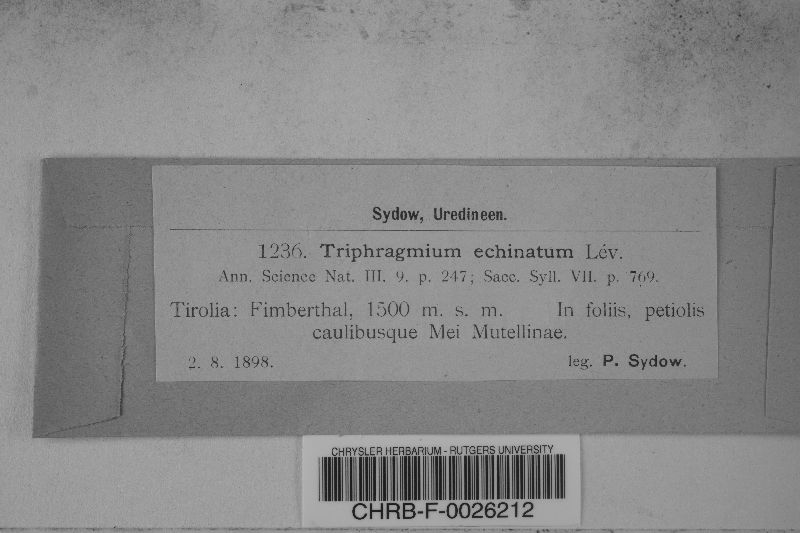 Sydow, Uredineen.
1236. Triphragmium echinatum Lév.
Ann. Science Nat. III. 9. p. 247; Sacc. Syll. VII. p. 769.
Tirolia: Fimberthal, 1500 m. s. m. In foliis, petiolis
caulibusque Mei Mutellinae.
2. 8. 1898. leg. P. Sydow.
CHRYSLER HERBARIUM - RUTGERS UNIVERSITY
CHRB-F-0026212